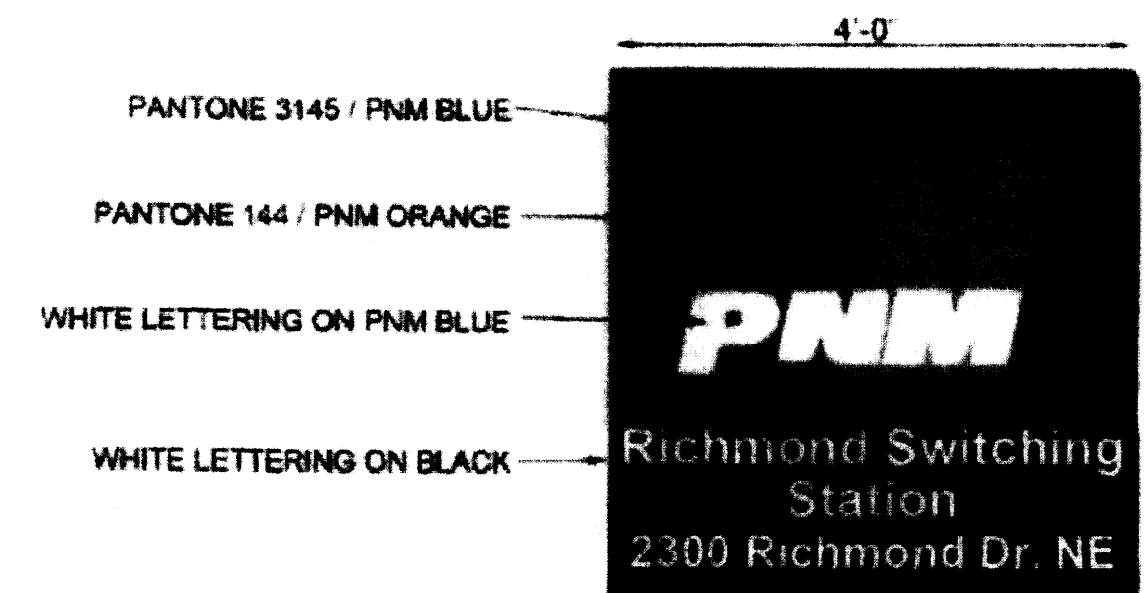 4'-0"
PANTONE 3145 / PNM BLUE
PANTONE 144 / PNM ORANGE
WHITE LETTERING ON PNM BLUE
PNM
WHITE LETTERING ON BLACK
Richmond Switching
Station
2300 Richmond Dr. NE